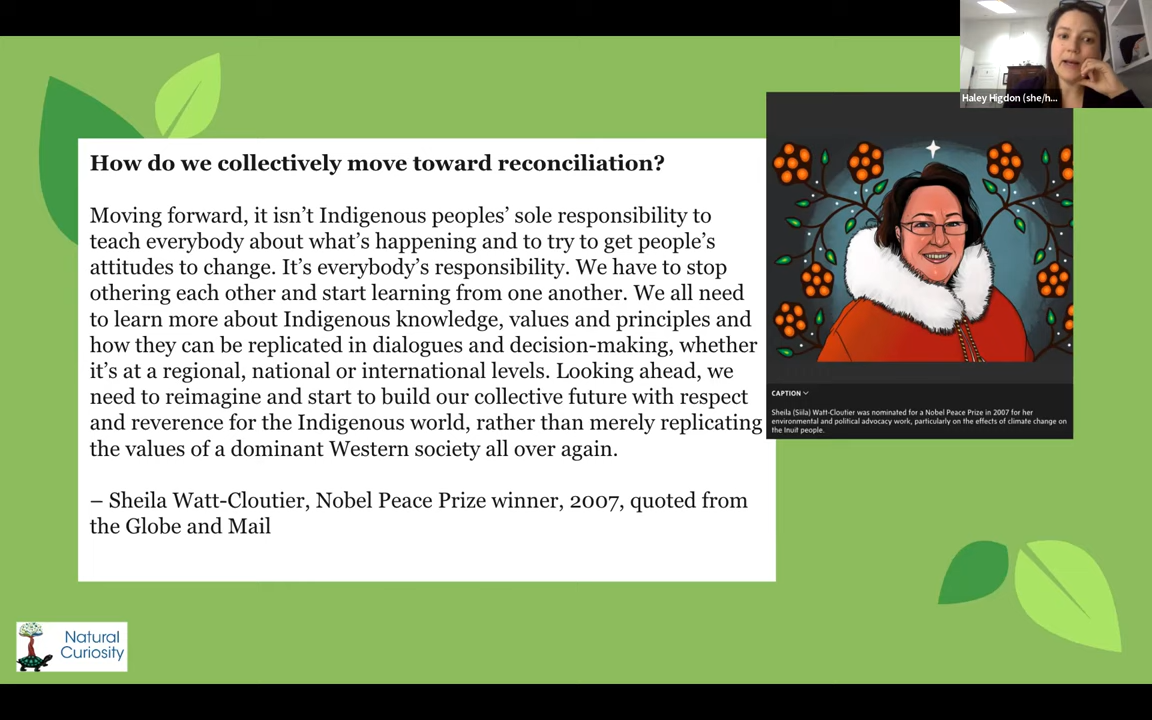 Haley Higdon (she/h...
How do we collectively move toward reconciliation?
Moving forward, it isn't Indigenous peoples' sole responsibility to
teach everybody about what's happening and to try to get people's
attitudes to change. It's everybody's responsibility. We have to stop
othering each other and start learning from one another. We all need
to learn more about Indigenous knowledge, values and principles and
how they can be replicated in dialogues and decision-making, whether
it's at a regional, national or international levels. Looking ahead, we
need to reimagine and start to build our collective future with respect
and reverence for the Indigenous world, rather than merely replicating
the values of a dominant Western society all over again.
– Sheila Watt-Cloutier, Nobel Peace Prize winner, 2007, quoted from
the Globe and Mail
CAPTION
Sheila (Siila) Watt-Cloutier was nominated for a Nobel Peace Prize in 2007 for her
environmental and political advocacy work, particularly on the effects of climate change on
the Inuit people.
Natural
Curiosity